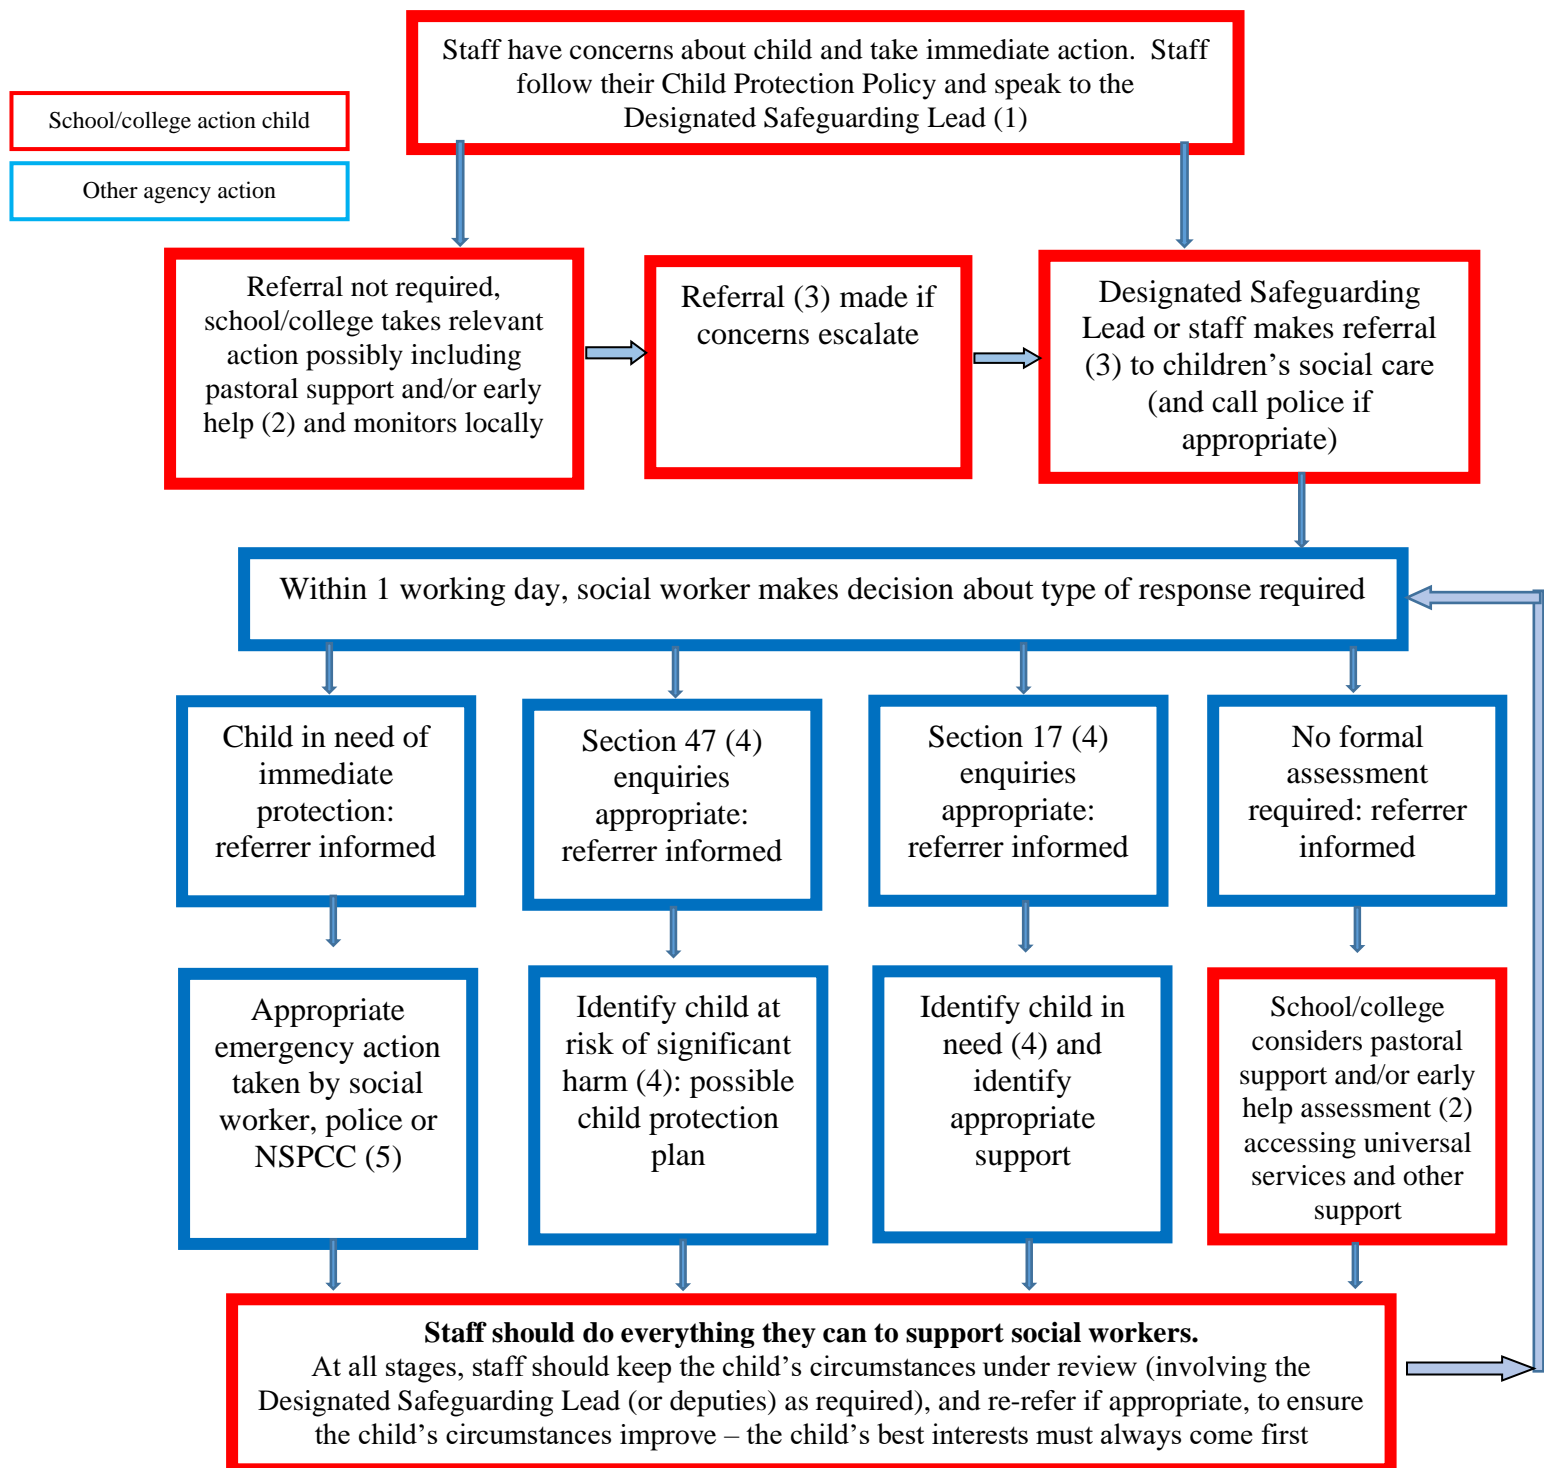 Staff have concerns about child and take immediate action.  Staff
follow their Child Protection Policy and speak to the
Designated Safeguarding Lead (1)
School/college action child
Other agency action
Referral not required,
school/college takes relevant
action possibly including
pastoral support and/or early
help (2) and monitors locally
Referral (3) made if
concerns escalate
Designated Safeguarding
Lead or staff makes referral
(3) to children’s social care
(and call police if
appropriate)
Within 1 working day, social worker makes decision about type of response required
Child in need of
immediate
protection:
referrer informed
Section 47 (4)
enquiries
appropriate:
referrer informed
Section 17 (4)
enquiries
appropriate:
referrer informed
No formal
assessment
required: referrer
informed
Appropriate
emergency action
taken by social
worker, police or
NSPCC (5)
Identify child at
risk of significant
harm (4): possible
child protection
plan
Identify child in
need (4) and
identify
appropriate
support
School/college
considers pastoral
support and/or early
help assessment (2)
accessing universal
services and other
support
Staff should do everything they can to support social workers.
At all stages, staff should keep the child’s circumstances under review (involving the
Designated Safeguarding Lead (or deputies) as required), and re-refer if appropriate, to ensure
the child’s circumstances improve – the child’s best interests must always come first